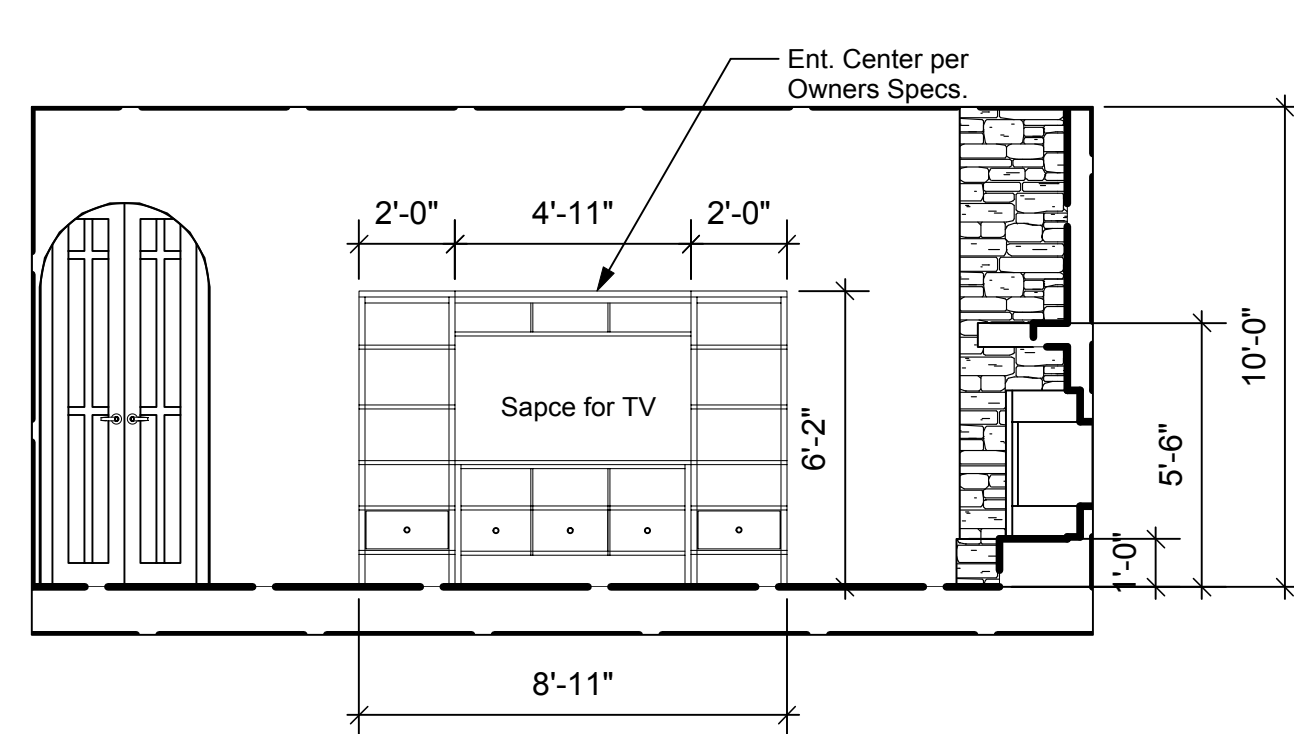 Ent. Center per
Owners Specs.
2'-0"
4'-11"
2'-0"
10'-0"
Sapce for TV
6'-2"
5'-6"
1'-0"
8'-11"